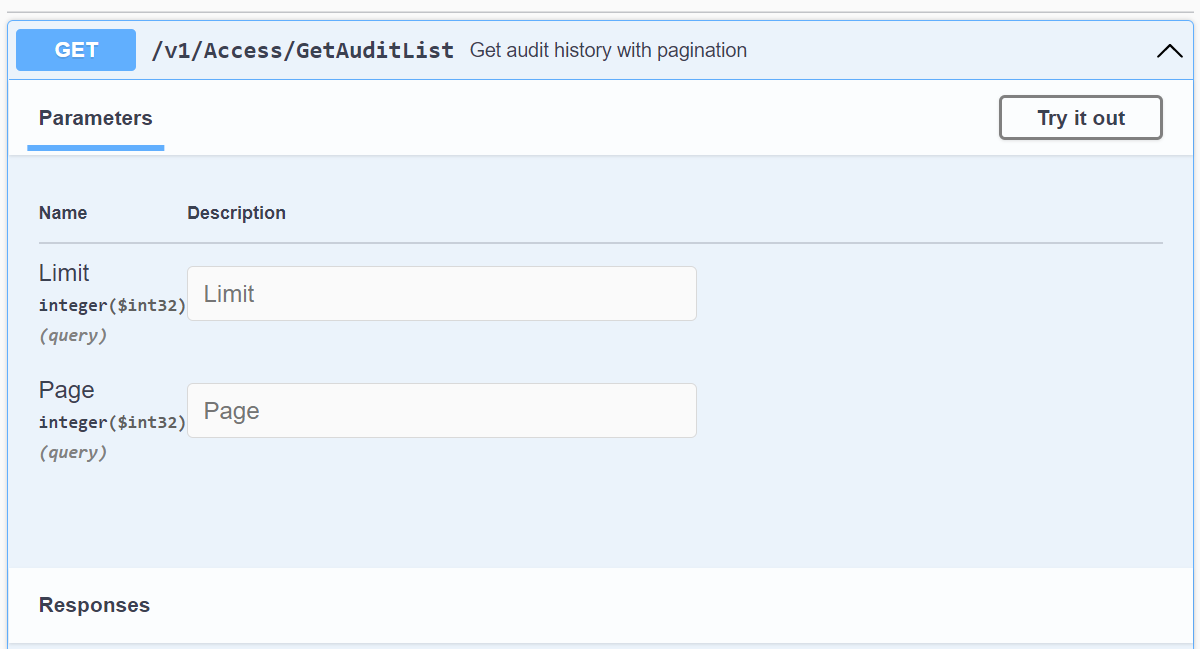 GET /v1/Access/GetAuditList Get audit history with pagination
Parameters Try it out
Name Description
Limit
integer($int32)
(query)
Limit
Page
integer($int32)
(query)
Page
Responses